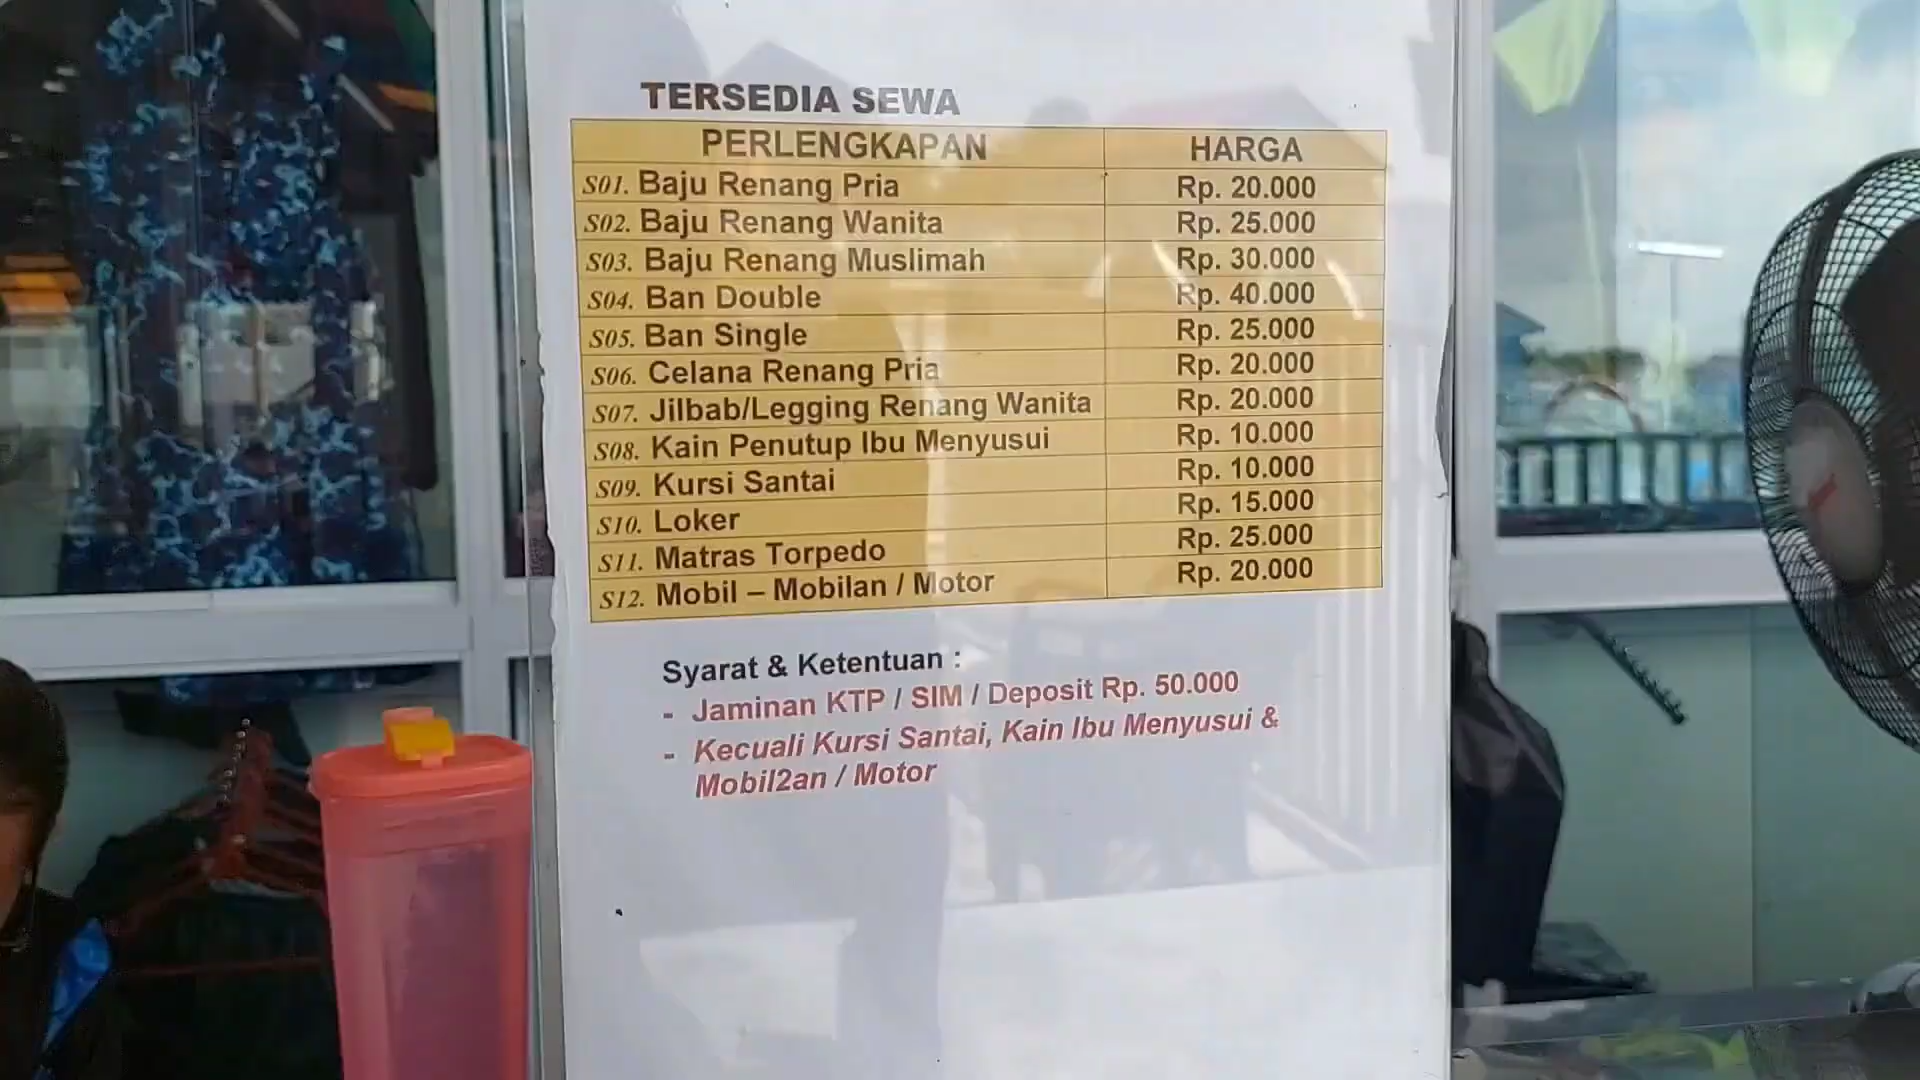 TERSEDIA SEWA
PERLENGKAPAN HARGA
S01. Baju Renang Pria Rp. 20.000
S02. Baju Renang Wanita Rp. 25.000
S03. Baju Renang Muslimah Rp. 30.000
S04. Ban Double Rp. 40.000
S05. Ban Single Rp. 25.000
S06. Celana Renang Pria Rp. 20.000
S07. Jilbab/Legging Renang Wanita Rp. 20.000
S08. Kain Penutup Ibu Menyusui Rp. 10.000
S09. Kursi Santai Rp. 10.000
S10. Loker Rp. 15.000
S11. Matras Torpedo Rp. 25.000
S12. Mobil – Mobilan / Motor Rp. 20.000
Syarat & Ketentuan :
- Jaminan KTP / SIM / Deposit Rp. 50.000
- Kecuali Kursi Santai, Kain Ibu Menyusui &
Mobil2an / Motor